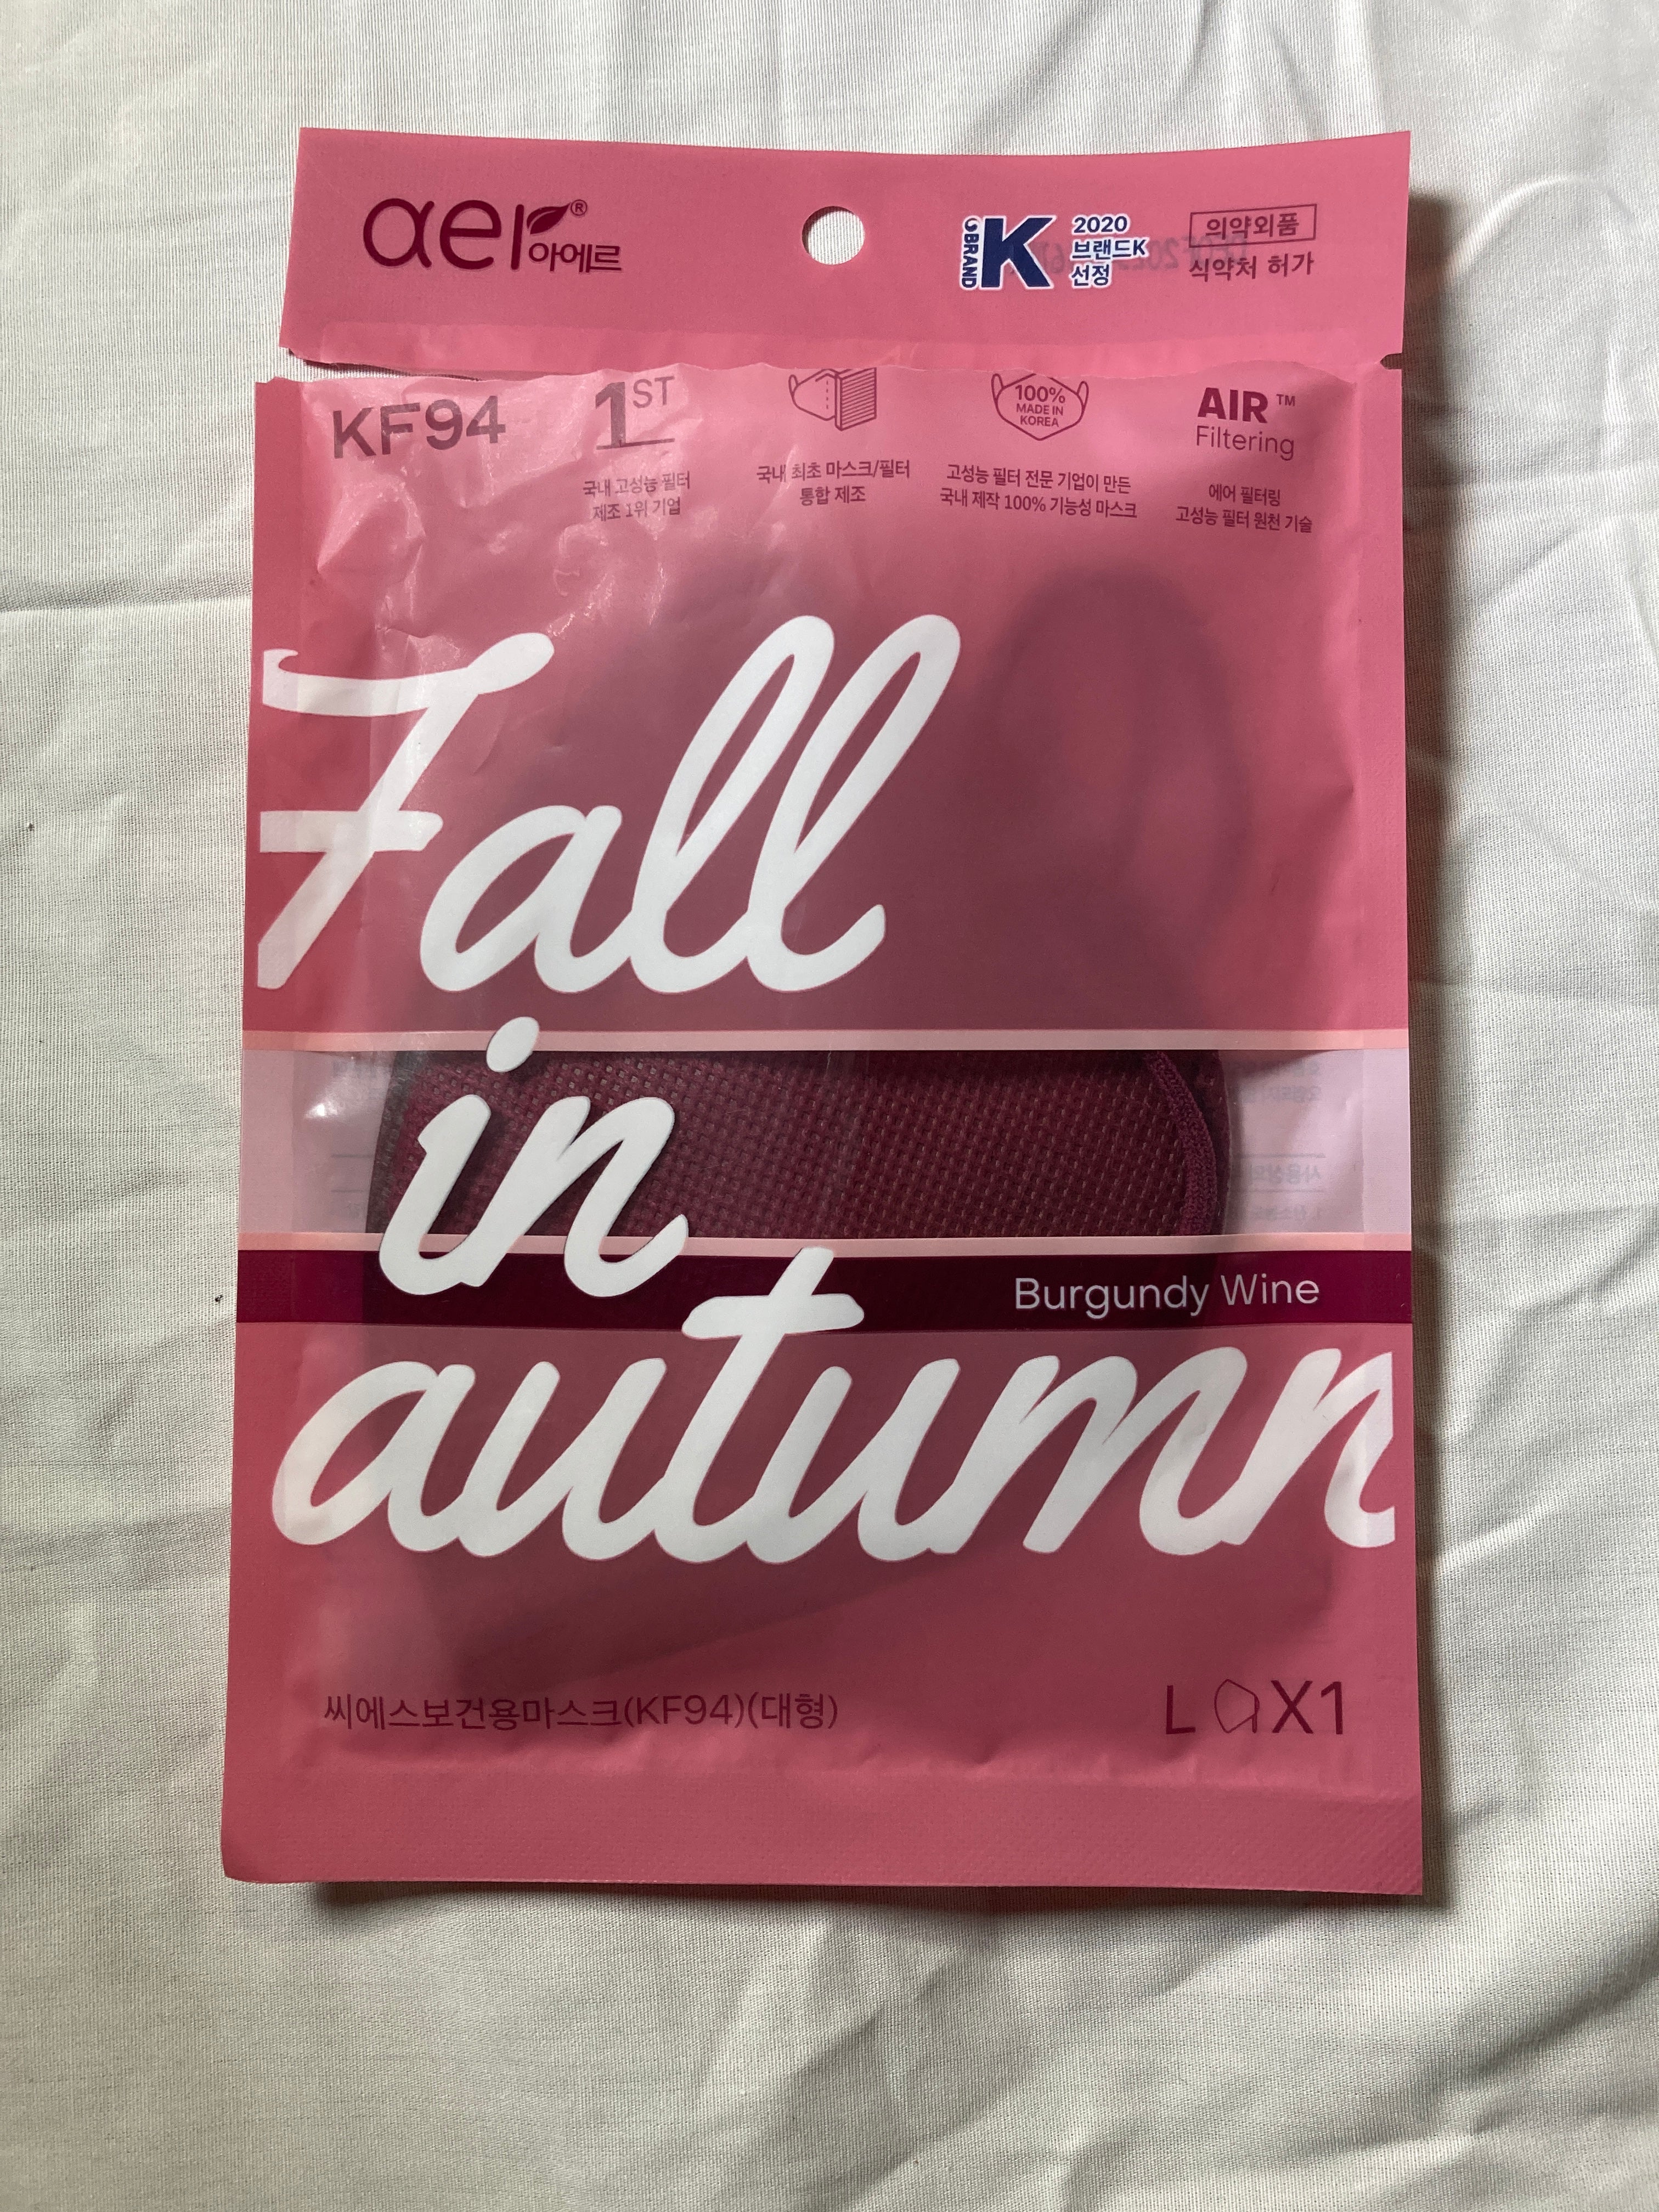 aer® 아에르
BRAND K
2020
브랜드K
선정
의약외품
식약처 허가
KF94
1ST
국내 고성능 필터
제조 1위 기업
국내 최초 마스크/필터
통합 제조
100%
MADE IN
KOREA
고성능 필터 전문 기업이 만든
국내 제작 100% 기능성 마스크
AIR™
Filtering
에어 필터링
고성능 필터 원천 기술
Fall
in
Burgundy Wine
autumn
씨에스보건용마스크(KF94)(대형)
L X1